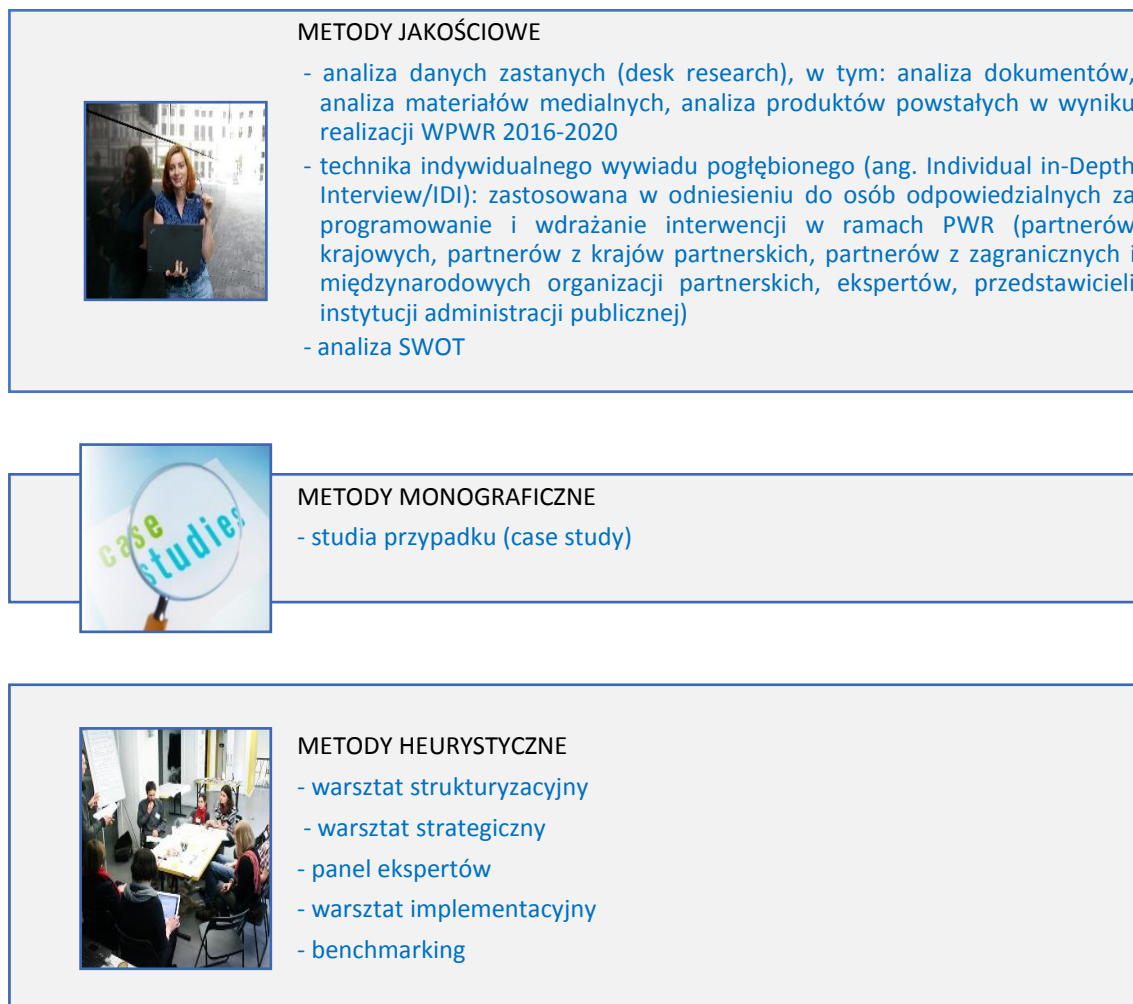 METODY JAKOŚCIOWE
- analiza danych zastanych (desk research), w tym: analiza dokumentów,
analiza materiałów medialnych, analiza produktów powstałych w wyniku
realizacji WPWR 2016-2020
- technika indywidualnego wywiadu pogłębionego (ang. Individual in-Depth
Interview/IDI): zastosowana w odniesieniu do osób odpowiedzialnych za
programowanie i wdrażanie interwencji w ramach PWR (partnerów
krajowych, partnerów z krajów partnerskich, partnerów z zagranicznych i
międzynarodowych organizacji partnerskich, ekspertów, przedstawicieli
instytucji administracji publicznej)
- analiza SWOT
case
studies
METODY MONOGRAFICZNE
- studia przypadku (case study)
METODY HEURYSTYCZNE
- warsztat strukturyzacyjny
- warsztat strategiczny
- panel ekspertów
- warsztat implementacyjny
- benchmarking